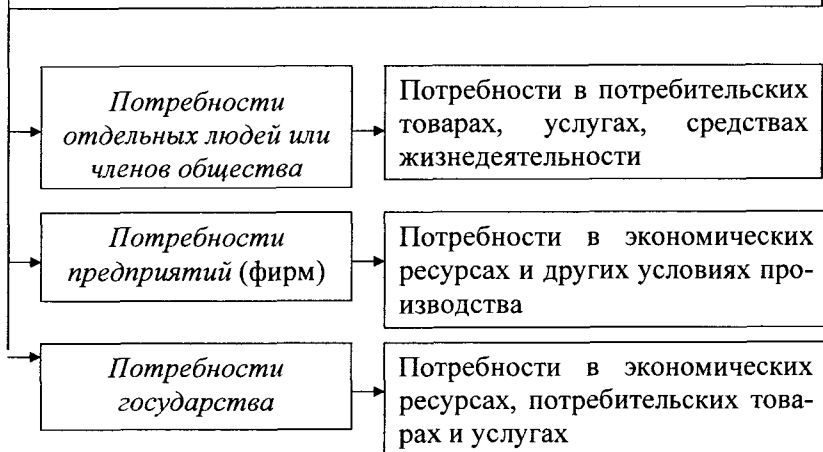 Потребности
отдельных людей или
членов общества
Потребности в потребительских
товарах, услугах, средствах
жизнедеятельности
Потребности
предприятий (фирм)
Потребности в экономических
ресурсах и других условиях про-
изводства
Потребности
государства
Потребности в экономических
ресурсах, потребительских това-
рах и услугах